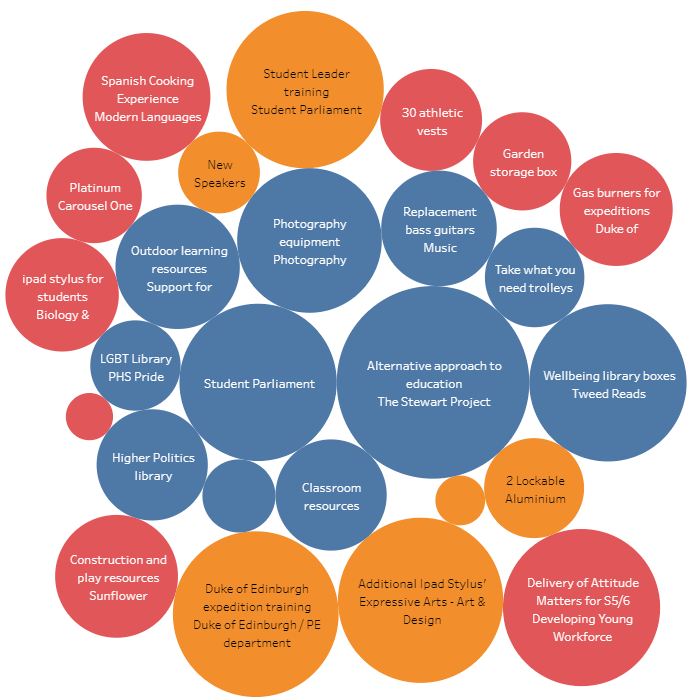 Student Leader
training
Student Parliament
Spanish Cooking
Experience
Modern Languages
30 athletic
vests
Garden
storage box
New
Speakers
Platinum
Carousel One
Gas burners for
expeditions
Duke of
Photography
equipment
Photography
Replacement
bass guitars
Music
Outdoor learning
resources
Support for
Take what you
need trolleys
ipad stylus for
students
Biology &
LGBT Library
PHS Pride
Student Parliament
Alternative approach to
education
The Stewart Project
Wellbeing library boxes
Tweed Reads
Higher Politics
library
Classroom
resources
2 Lockable
Aluminium
Construction and
play resources
Sunflower
Duke of Edinburgh
expedition training
Duke of Edinburgh / PE
department
Additional Ipad Stylus'
Expressive Arts - Art &
Design
Delivery of Attitude
Matters for S5/6
Developing Young
Workforce